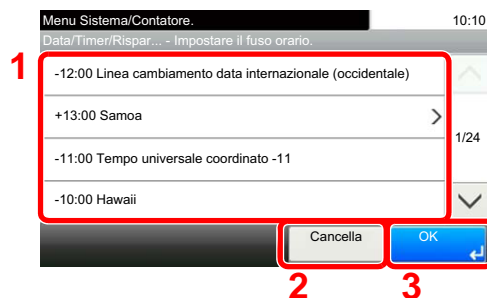 Menu Sistema/Contatore.
10:10
Data/Timer/Rispar... - Impostare il fuso orario.
1
-12:00 Linea cambiamento data internazionale (occidentale)
+13:00 Samoa
1/24
-11:00 Tempo universale coordinato -11
-10:00 Hawaii
Cancella
OK
2
3